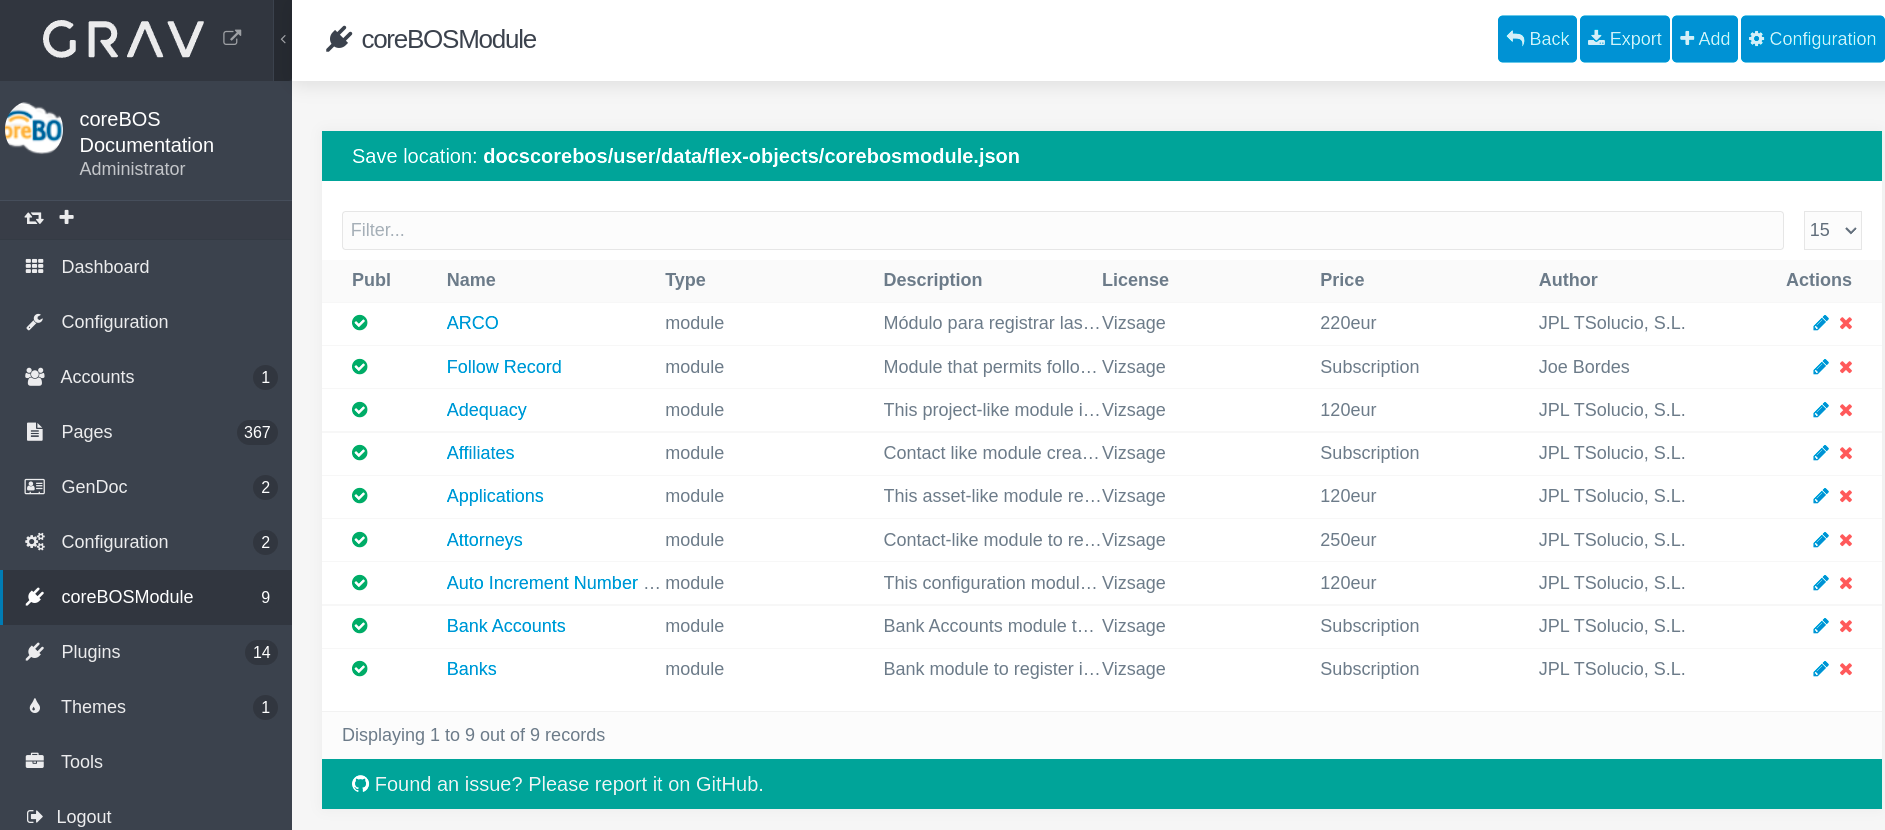 GRAV
coreBOSModule
Back Export Add Configuration
oreBO
coreBOS
Documentation
Administrator
Save location: docscorebos/user/data/flex-objects/corebosmodule.json
Filter...
15
Dashboard
Configuration
Accounts 1
Pages 367
GenDoc 2
Configuration 2
coreBOSModule 9
Plugins 14
Themes 1
Tools
Logout
Publ Name Type Description License Price Author Actions
ARCO module Módulo para registrar las… Vizsage 220eur JPL TSolucio, S.L.
Follow Record module Module that permits follo… Vizsage Subscription Joe Bordes
Adequacy module This project-like module i… Vizsage 120eur JPL TSolucio, S.L.
Affiliates module Contact like module crea… Vizsage Subscription JPL TSolucio, S.L.
Applications module This asset-like module re… Vizsage 120eur JPL TSolucio, S.L.
Attorneys module Contact-like module to re… Vizsage 250eur JPL TSolucio, S.L.
Auto Increment Number … module This configuration modul… Vizsage 120eur JPL TSolucio, S.L.
Bank Accounts module Bank Accounts module t… Vizsage Subscription JPL TSolucio, S.L.
Banks module Bank module to register i… Vizsage Subscription JPL TSolucio, S.L.
Displaying 1 to 9 out of 9 records
Found an issue? Please report it on GitHub.